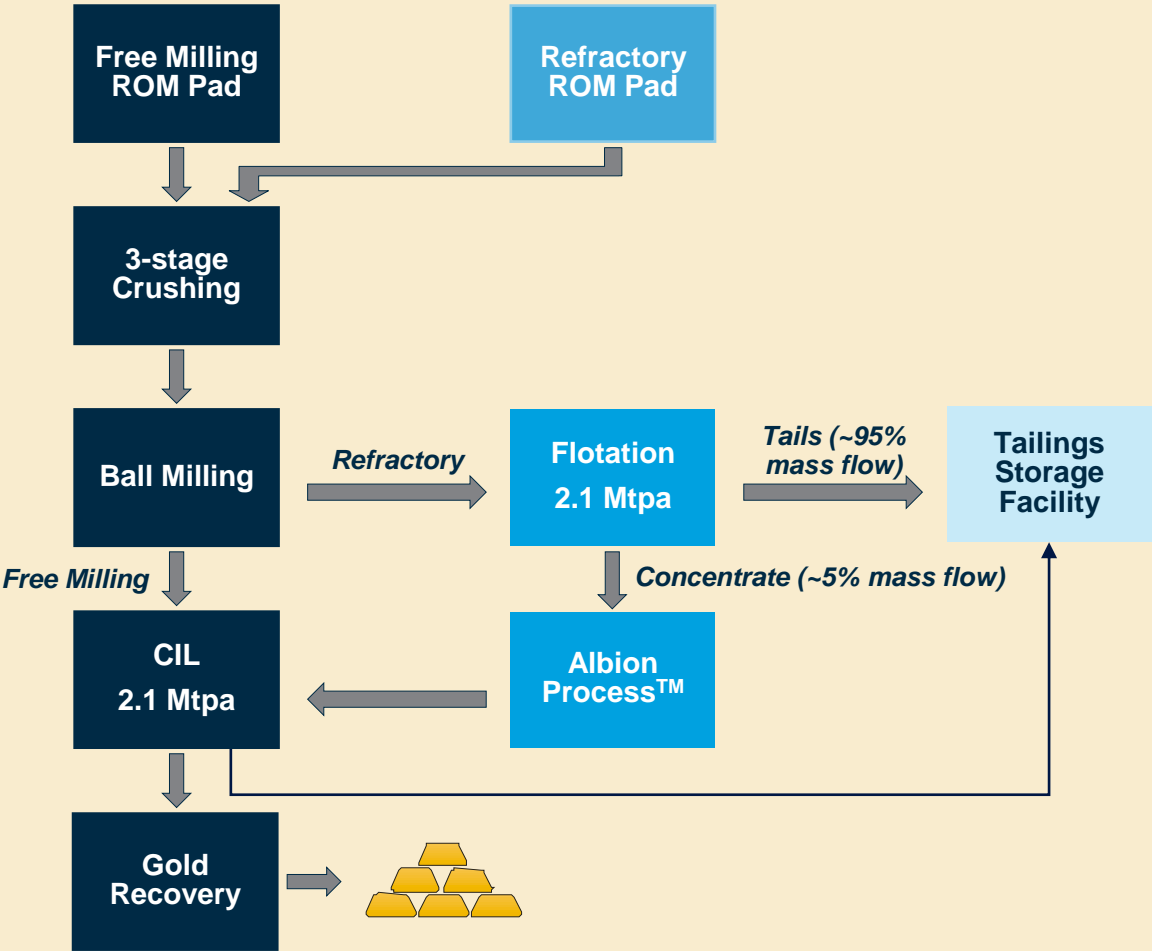 Free Milling
ROM Pad
Refractory
ROM Pad
3-stage
Crushing
Ball Milling
Refractory
Flotation
2.1 Mtpa
Tails (~95%
mass flow)
Tailings
Storage
Facility
Free Milling
Concentrate (~5% mass flow)
CIL
2.1 Mtpa
Albion
Process™
Gold
Recovery